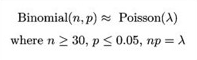 Binomial(n, p) ≈ Poisson(λ)
where n ≥ 30, p ≤ 0.05, np = λ